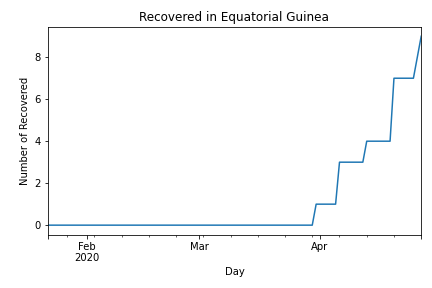 Recovered in Equatorial Guinea
Number of Recovered
8
6
4
2
0
Feb
2020
Mar
Apr
Day